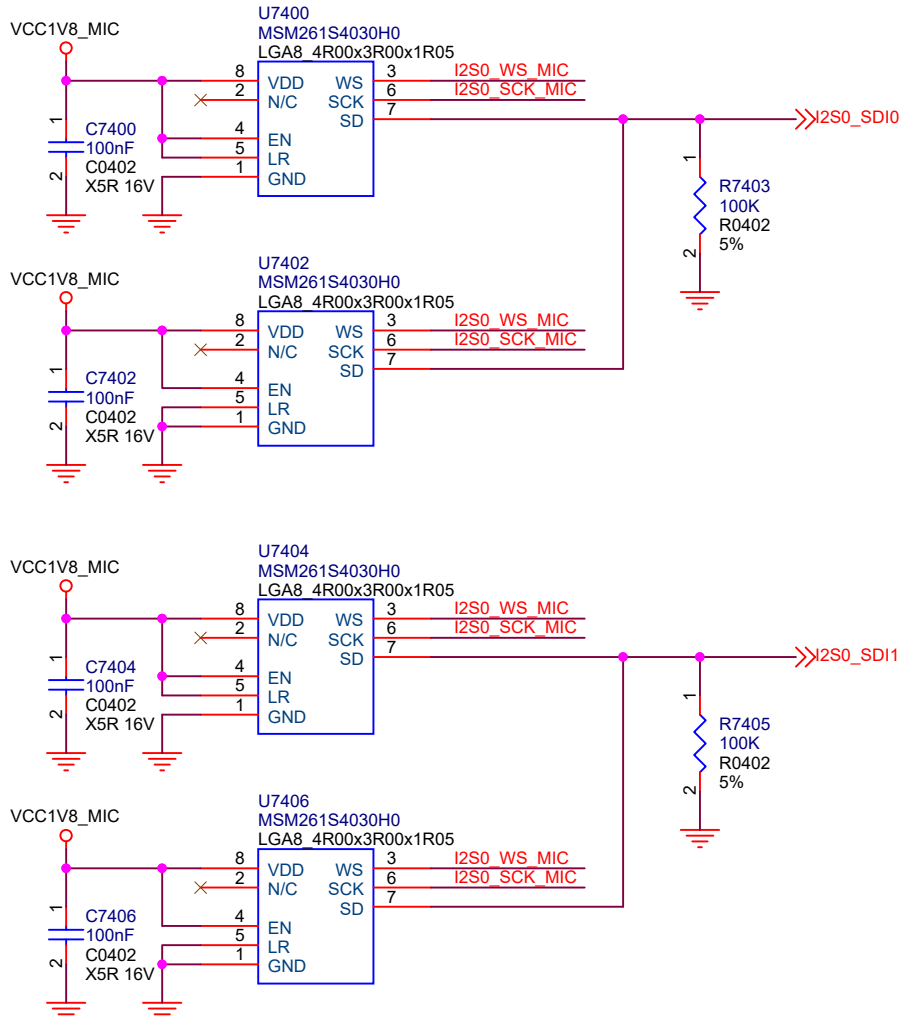 U7400
VCC1V8_MIC
MSM261S4030H0
LGA8_4R00x3R00x1R05
8 VDD WS 3 I2S0_WS_MIC
2 N/C SCK 6 I2S0_SCK_MIC
SD 7 I2S0_SDI0
1 C7400 4 EN
100nF 5 LR
2 C0402 1 GND
X5R 16V
1 R7403
100K
R0402
2 5%
U7402
VCC1V8_MIC
MSM261S4030H0
LGA8_4R00x3R00x1R05
8 VDD WS 3 I2S0_WS_MIC
2 N/C SCK 6 I2S0_SCK_MIC
SD 7
1 C7402 4 EN
100nF 5 LR
2 C0402 1 GND
X5R 16V
U7404
VCC1V8_MIC
MSM261S4030H0
LGA8_4R00x3R00x1R05
8 VDD WS 3 I2S0_WS_MIC
2 N/C SCK 6 I2S0_SCK_MIC
SD 7 I2S0_SDI1
1 C7404 4 EN
100nF 5 LR
2 C0402 1 GND
X5R 16V
1 R7405
100K
R0402
2 5%
U7406
VCC1V8_MIC
MSM261S4030H0
LGA8_4R00x3R00x1R05
8 VDD WS 3 I2S0_WS_MIC
2 N/C SCK 6 I2S0_SCK_MIC
SD 7
1 C7406 4 EN
100nF 5 LR
2 C0402 1 GND
X5R 16V